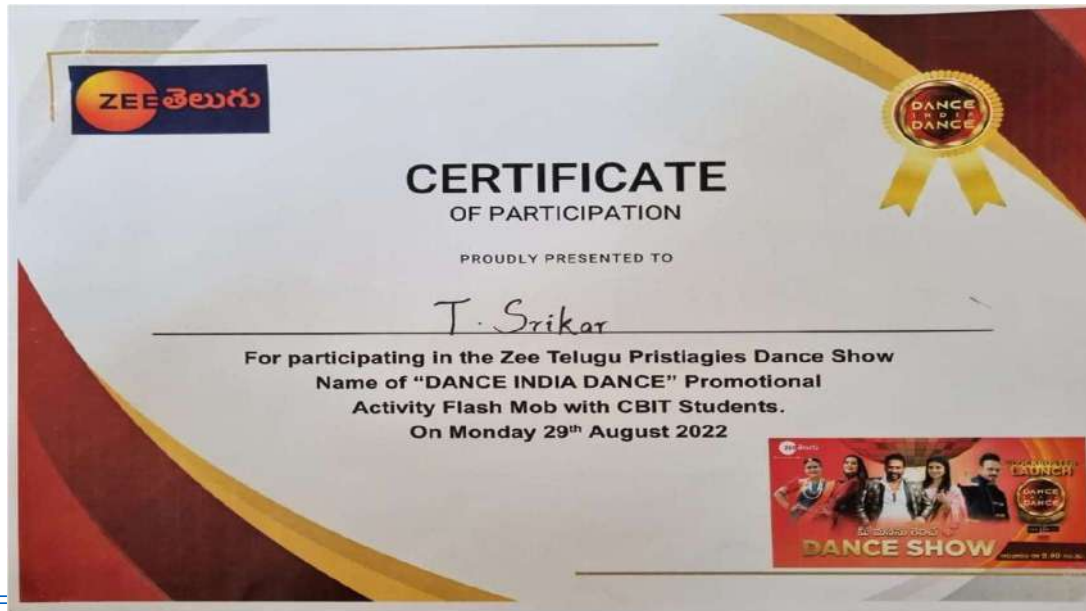 ZEE తెలుగు
DANCE
INDIA
DANCE
CERTIFICATE
OF PARTICIPATION
PROUDLY PRESENTED TO
T. Srikar
For participating in the Zee Telugu Pristiagies Dance Show
Name of “DANCE INDIA DANCE” Promotional
Activity Flash Mob with CBIT Students.
On Monday 29th August 2022
LAUNCH
DANCE
DANCE
DANCE SHOW